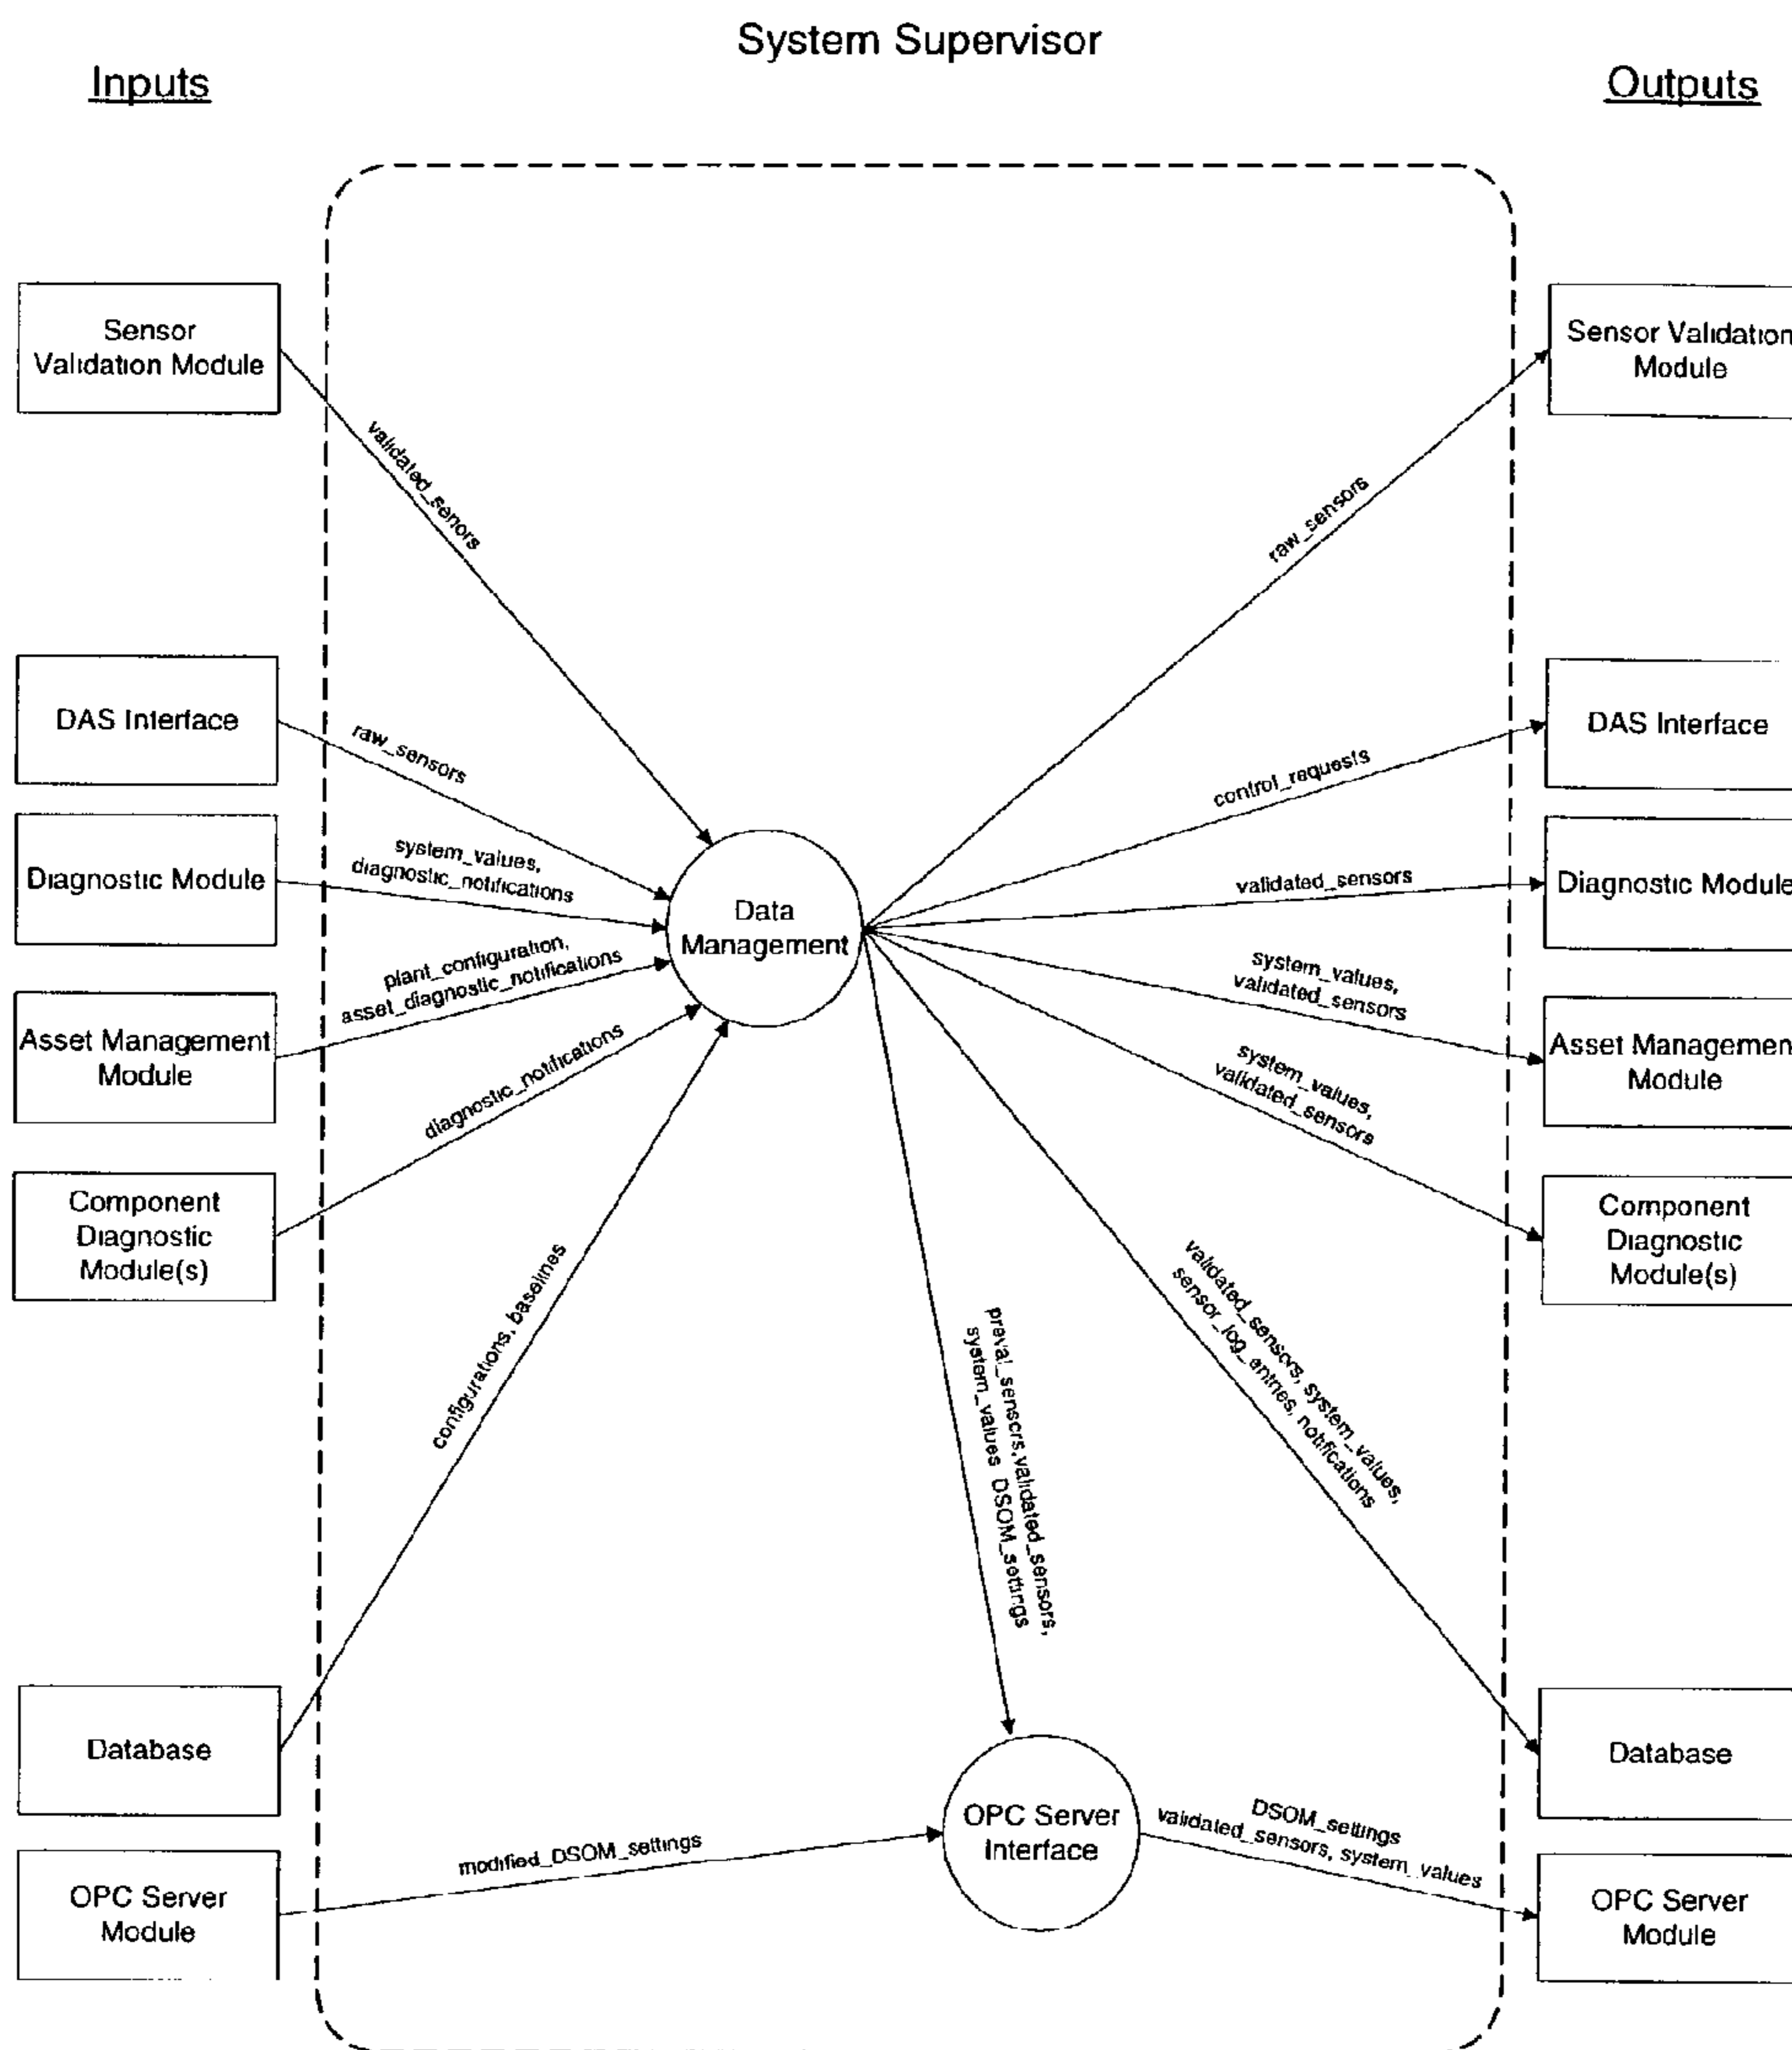 System Supervisor
Inputs
Outputs
Sensor
Validation Module
validated_senors
DAS Interface
raw_sensors
Diagnostic Module
system_values,
diagnostic_notifications
Asset Management
Module
plant_configuration,
asset_diagnostic_notifications
Component
Diagnostic
Module(s)
diagnostic_notifications
Database
configurations, baselines
OPC Server
Module
modified_DSOM_settings
Data
Management
OPC Server
Interface
preval_sensors,validated_sensors,
system_values DSOM_settings
raw_sensors
Sensor Validation
Module
control_requests
DAS Interface
validated_sensors
Diagnostic Module
system_values,
validated_sensors
Asset Managemen
Module
system_values,
validated_sensors
Component
Diagnostic
Module(s)
validated_sensors, system_values,
sensor_log_entries, notifications
Database
DSOM_settings
validated_sensors, system_values
OPC Server
Module